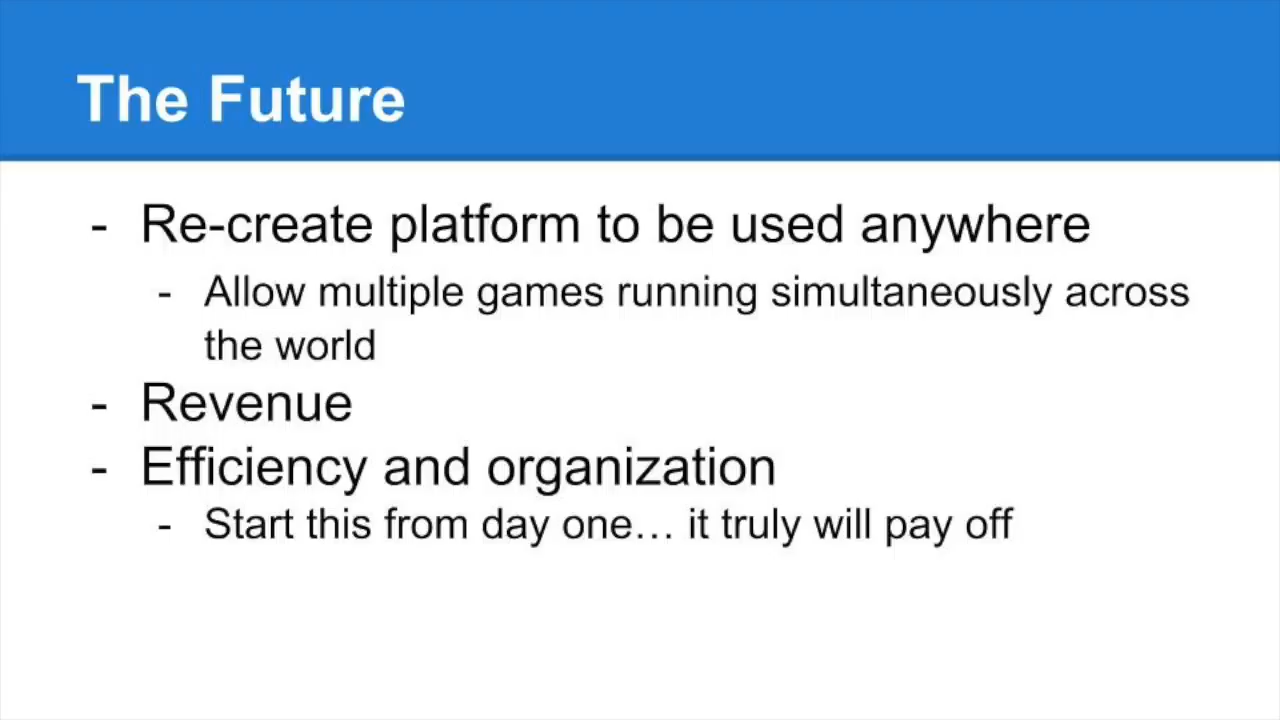 The Future
- Re-create platform to be used anywhere
- Allow multiple games running simultaneously across
the world
- Revenue
- Efficiency and organization
- Start this from day one… it truly will pay off